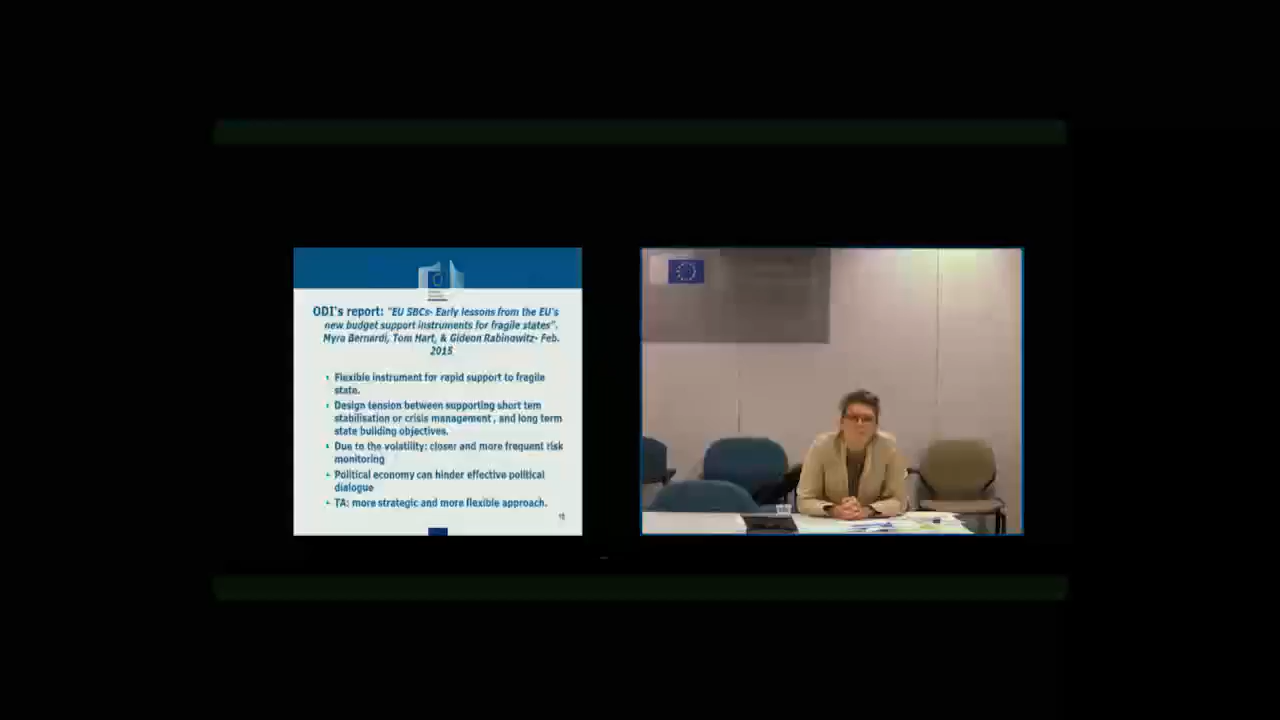 ODI's report: "EU SBCs- Early lessons from the EU's
new budget support instruments for fragile states".
Myra Bernardi, Tom Hart, & Gideon Rabinowitz- Feb.
2015
Flexible instrument for rapid support to fragile
state.
Design tension between supporting short tem
stabilisation or crisis management , and long term
state building objectives.
Due to the volatility: closer and more frequent risk
monitoring
Political economy can hinder effective political
dialogue
TA: more strategic and more flexible approach.